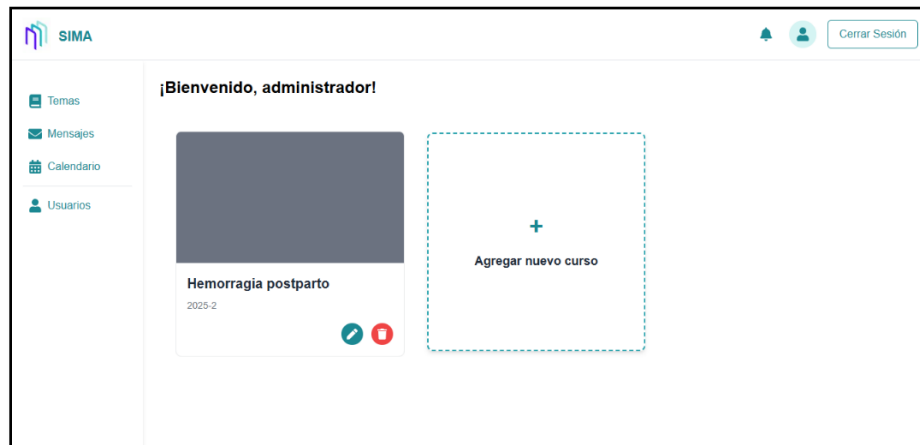 SIMA
Cerrar Sesión
¡Bienvenido, administrador!
Temas
Mensajes
Calendario
Usuarios
+
Agregar nuevo curso
Hemorragia postparto
2025-2